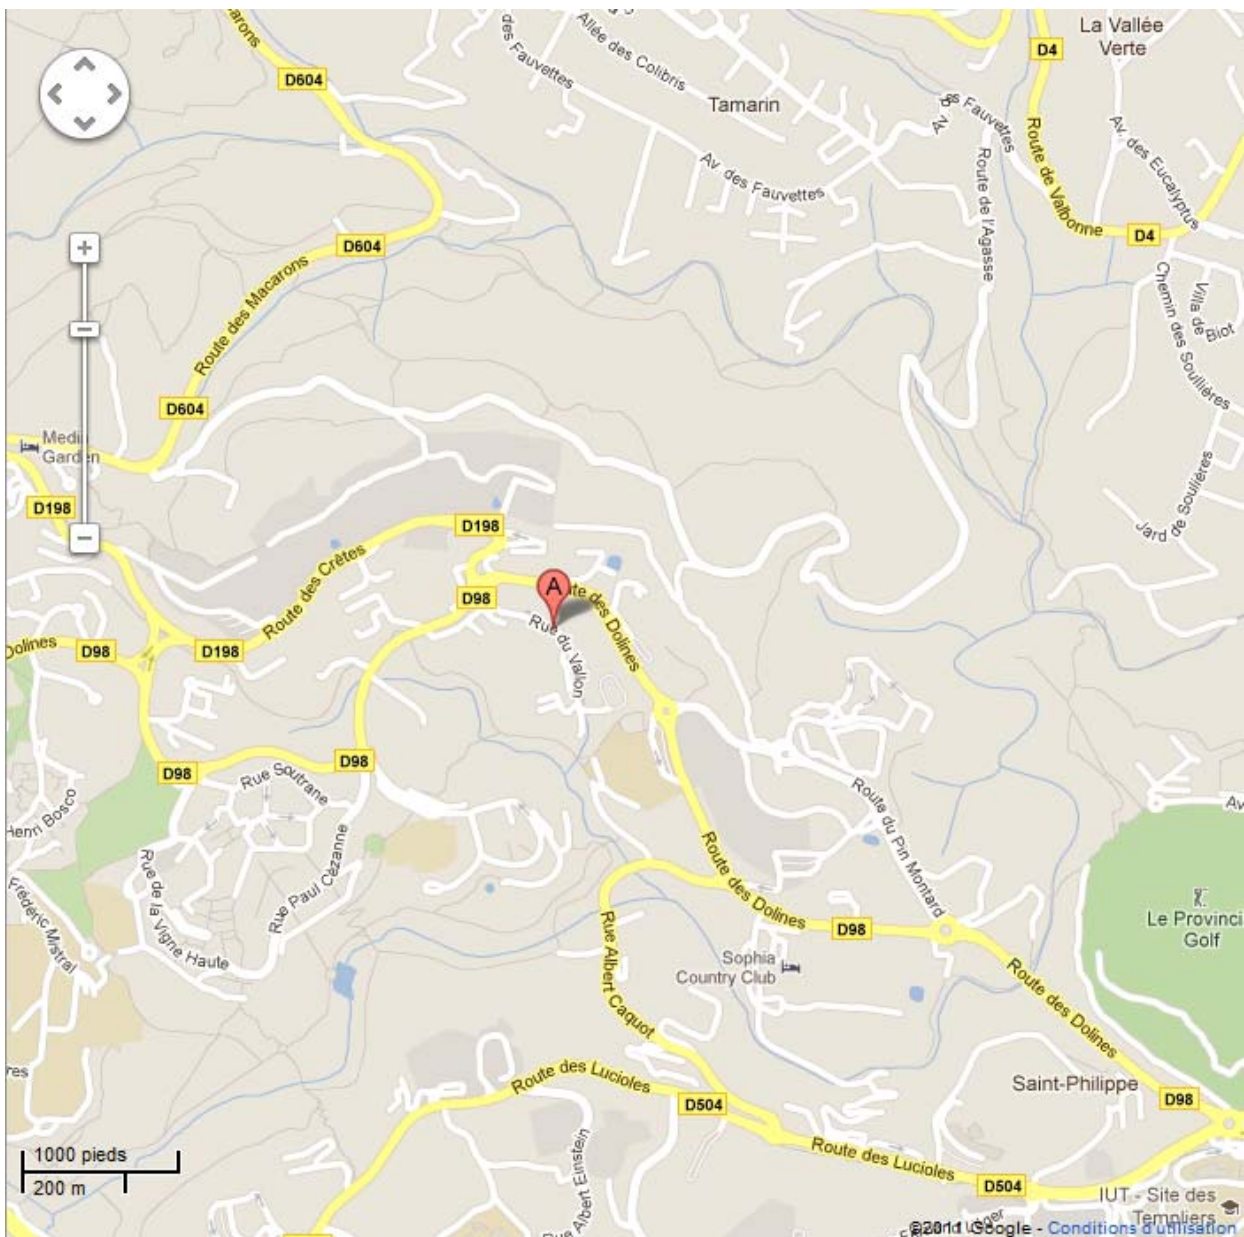 D604
Allée des Colibris
des Fauvettes
Tamarin
Av.
es Fauvettes
La Vallée
Verte
D4
Route de Valbonne
Av. des Eucalyptus
Av. des Fauvettes
Route de l'Agasse
D4
D604
Route des Macarons
Chemin des Soullières
Villa de
Biot
D604
Media
Garden
D198
D198
Route des Crêtes
Jard de Soulières
D98
A
te des Dolines
Rue du Vallon
Dolines
D98
D198
D98
D98
Rue Soutrane
Henri Bosco
Rue Paul Cézanne
Rue de la Vigne Haute
Frédéric Mistral
Route du Pin Montard
Av
Route des Dolines
D98
Rue Albert Caquot
Sophia
Country Club
Le Provinci
Golf
Route des Dolines
res
Route des Lucioles
D504
Saint-Philippe
D98
Rue Albert Einstein
Route des Lucioles
D504
IUT - Site des
Templiers
1000 pieds
200 m
©2011 Google - Conditions d'utilisation